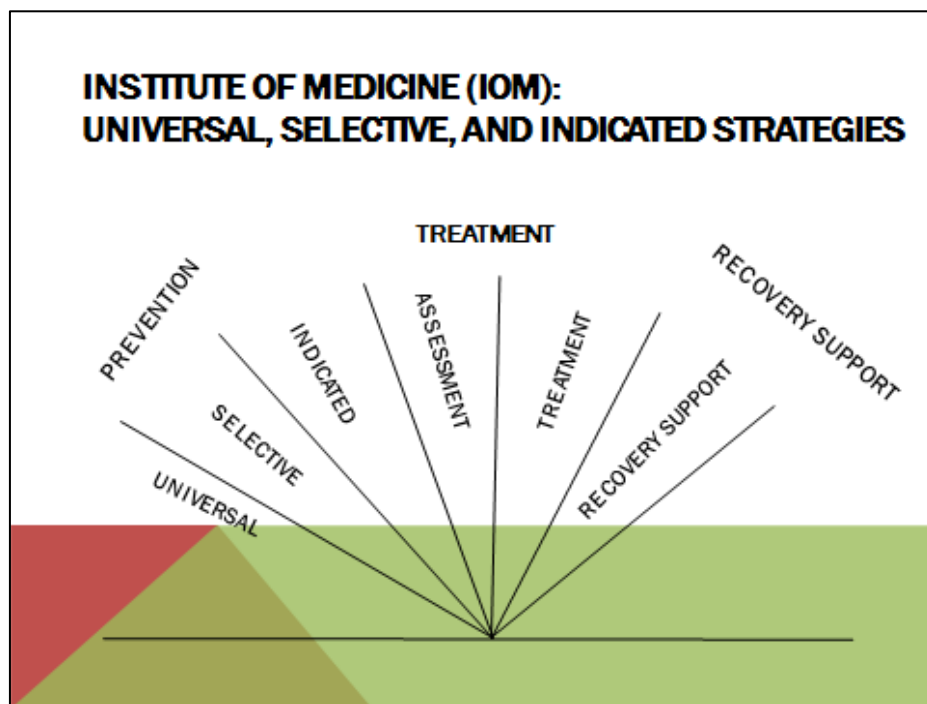 INSTITUTE OF MEDICINE (IOM):
UNIVERSAL, SELECTIVE, AND INDICATED STRATEGIES
PREVENTION
TREATMENT
RECOVERY SUPPORT
UNIVERSAL
SELECTIVE
INDICATED
ASSESSMENT
TREATMENT
RECOVERY SUPPORT